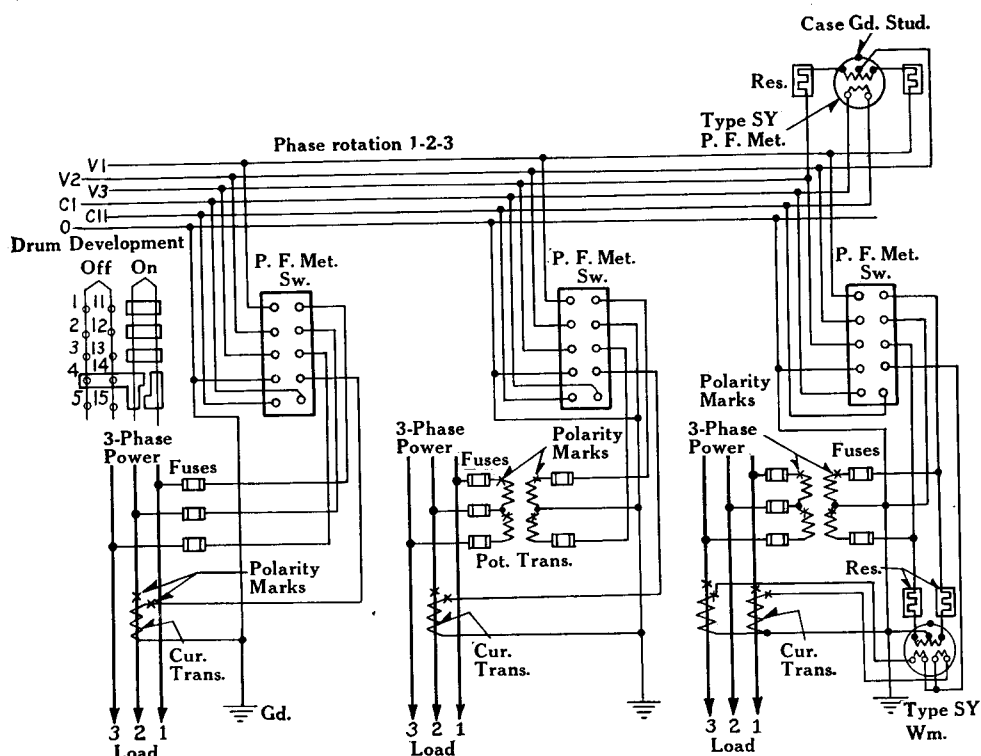 Case Gd. Stud.
Res.
Type SY
P. F. Met.
Phase rotation 1-2-3
V1
V2
V3
C1
C11
0
Drum Development
Off On
1 11
2 12
3 13
4 14
5 15
P. F. Met.
Sw.
P. F. Met.
Sw.
P. F. Met.
Sw.
3-Phase
Power
Fuses
Polarity
Marks
Cur.
Trans.
Gd.
3 2 1
Load
3-Phase
Power
Fuses
Polarity
Marks
Pot. Trans.
Cur.
Trans.
3 2 1
Load
Polarity
Marks
3-Phase
Power
Fuses
Res.
Cur.
Trans.
Type SY
Wm.
3 2 1
Load